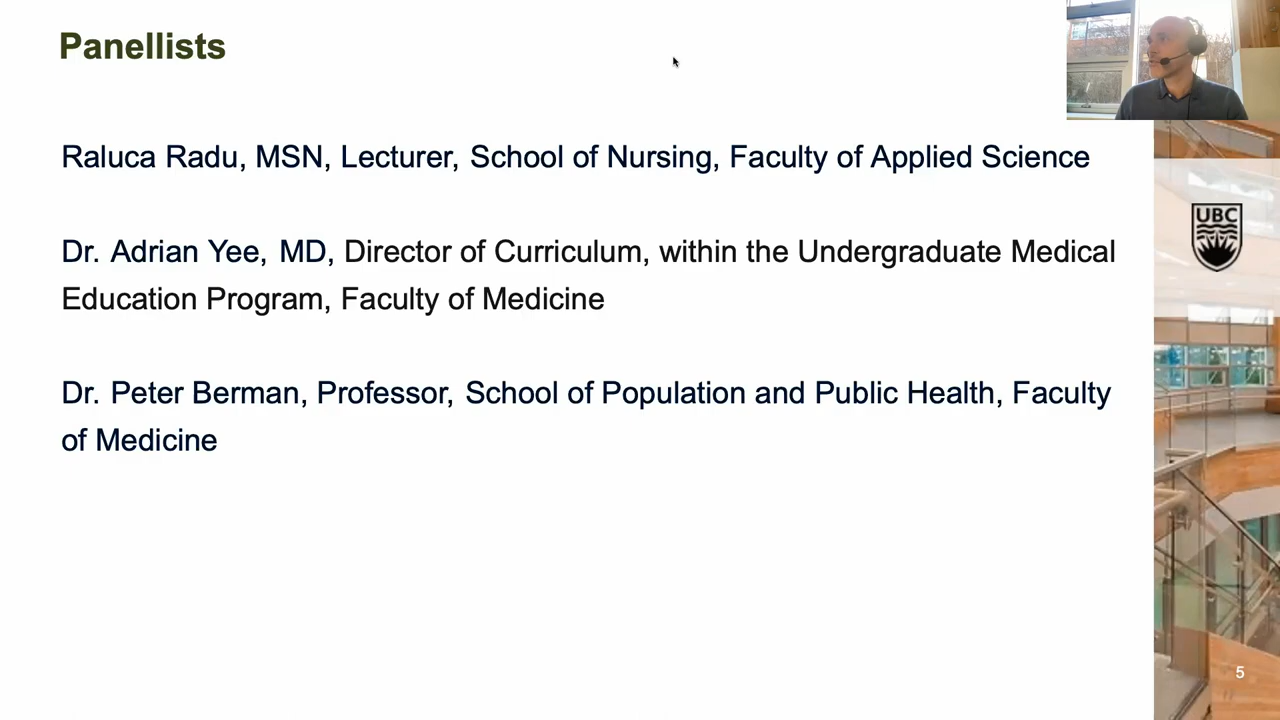 Panellists
Raluca Radu, MSN, Lecturer, School of Nursing, Faculty of Applied Science
UBC
Dr. Adrian Yee, MD, Director of Curriculum, within the Undergraduate Medical
Education Program, Faculty of Medicine
Dr. Peter Berman, Professor, School of Population and Public Health, Faculty
of Medicine
5